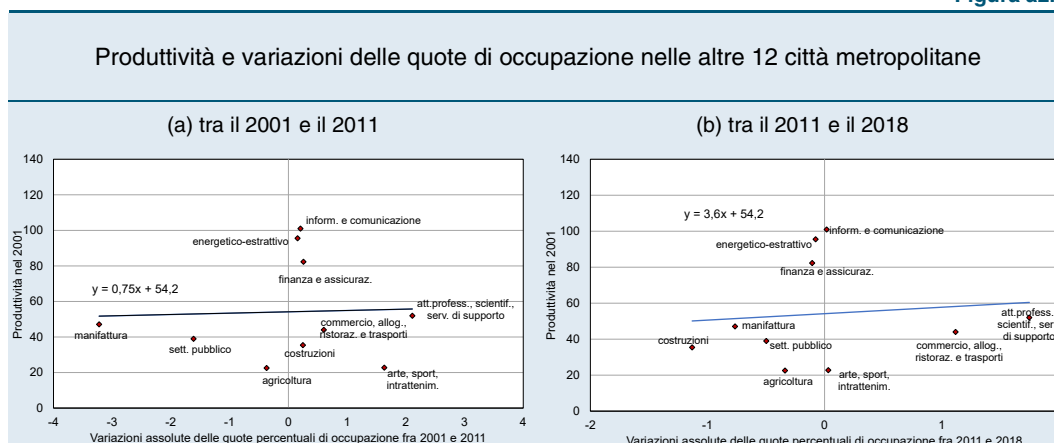 Produttività e variazioni delle quote di occupazione nelle altre 12 città metropolitane
(a) tra il 2001 e il 2011
Produttività nel 2001
140
120
100
80
60
40
20
0
-4
-3
-2
-1
0
1
2
3
4
y = 0,75x + 54,2
inform. e comunicazione
energetico-estrattivo
finanza e assicuraz.
att.profess., scientif.,
serv. di supporto
manifattura
commercio, allog.,
ristoraz. e trasporti
sett. pubblico
costruzioni
agricoltura
arte, sport,
intrattenim.
Variazioni assolute delle quote percentuali di occupazione fra 2001 e 2011
(b) tra il 2011 e il 2018
Produttività nel 2001
140
120
100
80
60
40
20
0
-2
-1
0
1
y = 3,6x + 54,2
inform. e comunicazione
energetico-estrattivo
finanza e assicuraz.
att.profess.,
scientif., ser
di supporto
manifattura
costruzioni
sett. pubblico
commercio, allog.,
ristoraz. e trasporti
agricoltura
arte, sport,
intrattenim.
Variazioni assolute delle quote percentuali di occupazione fra 2011 e 2018